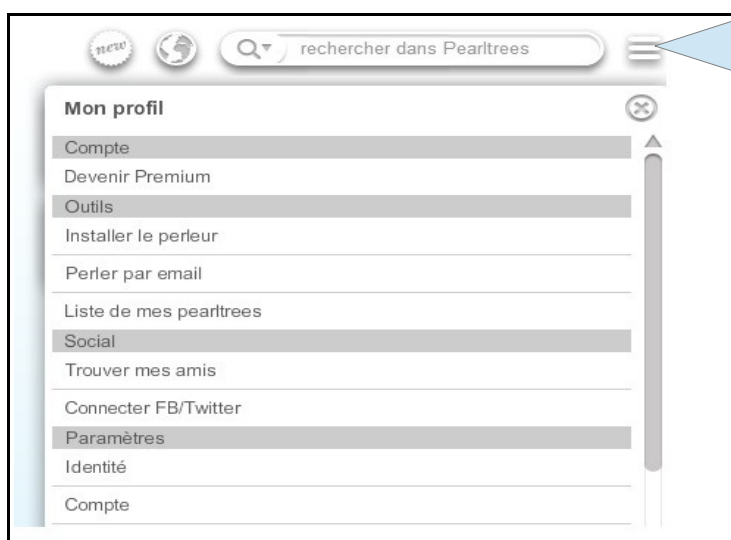 new
rechercher dans Pearltrees
Mon profil
Compte
Devenir Premium
Outils
Installer le perleur
Perler par email
Liste de mes pearltrees
Social
Trouver mes amis
Connecter FB/Twitter
Paramètres
Identité
Compte